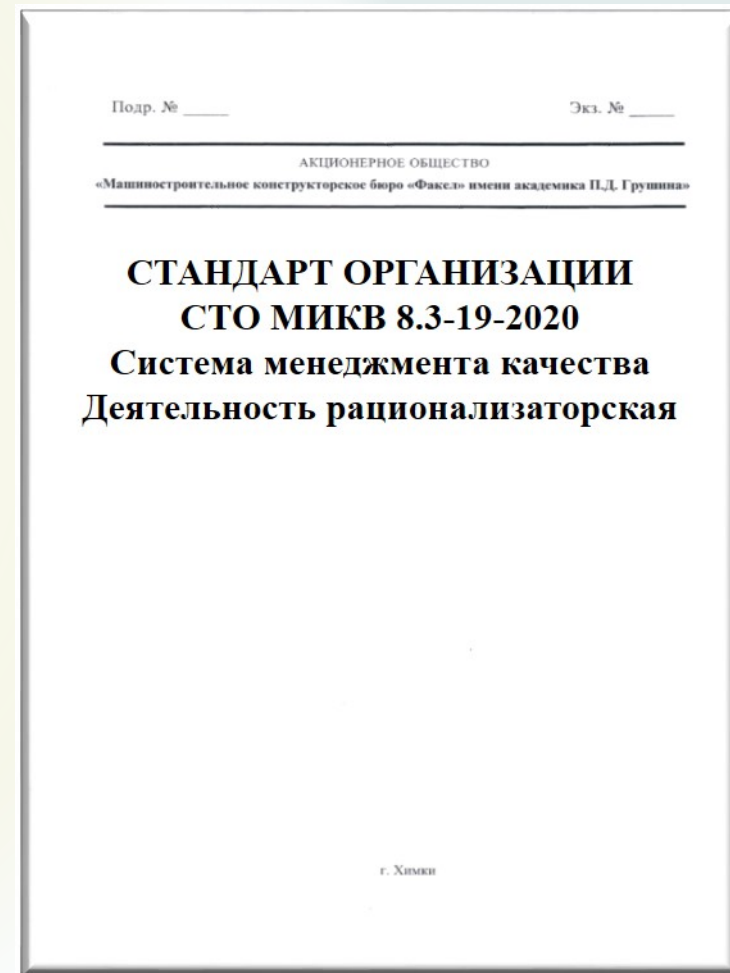 Подр. № _____ Экз. № _____
АКЦИОНЕРНОЕ ОБЩЕСТВО
«Машиностроительное конструкторское бюро «Факел» имени академика П.Д. Грушина»
СТАНДАРТ ОРГАНИЗАЦИИ
СТО МИКВ 8.3-19-2020
Система менеджмента качества
Деятельность рационализаторская
г. Химки